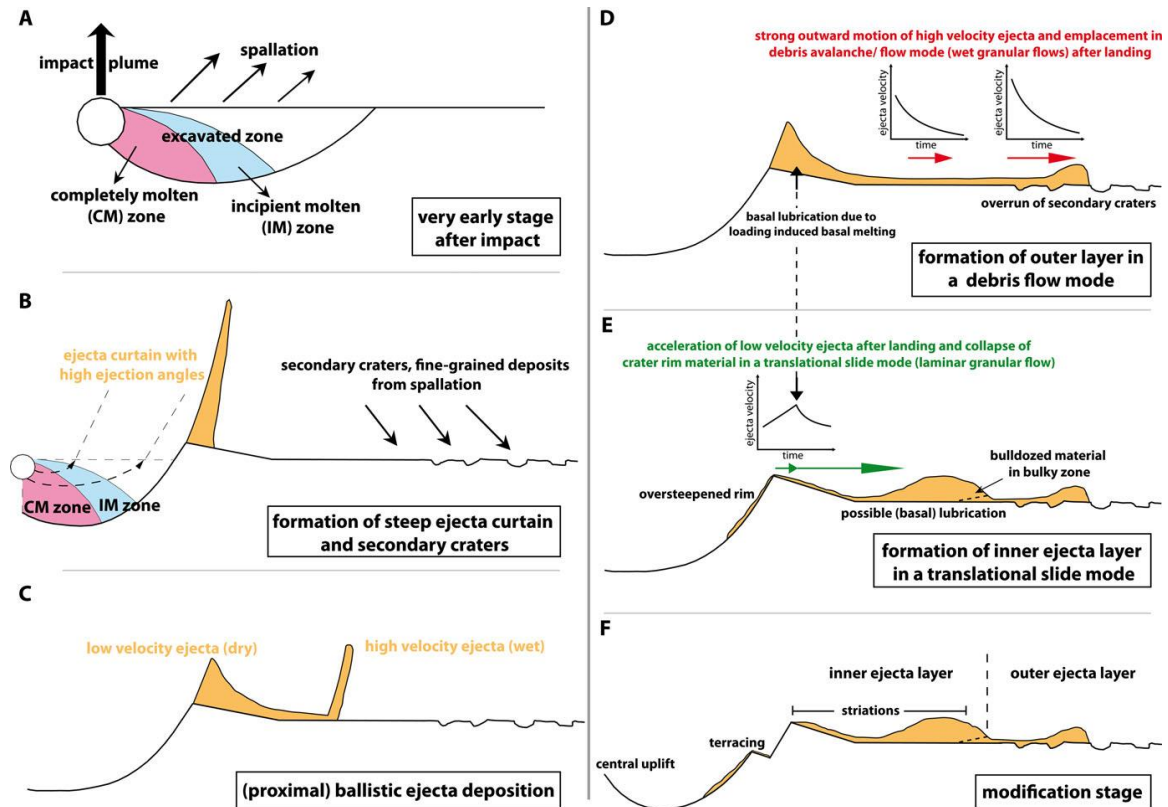 A
impact plume
spallation
excavated zone
completely molten
(CM) zone
incipient molten
(IM) zone
very early stage
after impact
B
ejecta curtain with
high ejection angles
secondary craters, fine-grained deposits
from spallation
CM zone
IM zone
formation of steep ejecta curtain
and secondary craters
C
low velocity ejecta (dry)
high velocity ejecta (wet)
(proximal) ballistic ejecta deposition
D
strong outward motion of high velocity ejecta and emplacement in
debris avalanche/ flow mode (wet granular flows) after landing
ejecta velocity
time
ejecta velocity
time
overrun of secondary craters
basal lubrication due to
loading induced basal melting
formation of outer layer in
a debris flow mode
E
acceleration of low velocity ejecta after landing and collapse of
crater rim material in a translational slide mode (laminar granular flow)
ejecta velocity
time
bulldozed material
in bulky zone
oversteepened rim
possible (basal) lubrication
formation of inner ejecta layer
in a translational slide mode
F
inner ejecta layer
outer ejecta layer
striations
terracing
central uplift
modification stage